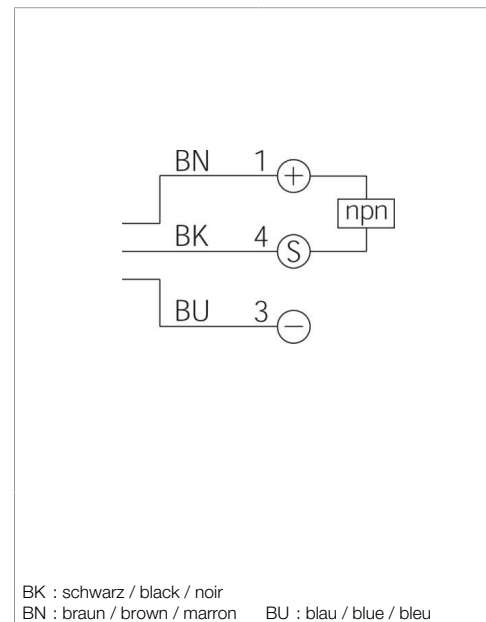 BN 1 +
npn
BK 4 S
BU 3 −
BK : schwarz / black / noir
BN : braun / brown / marron BU : blau / blue / bleu